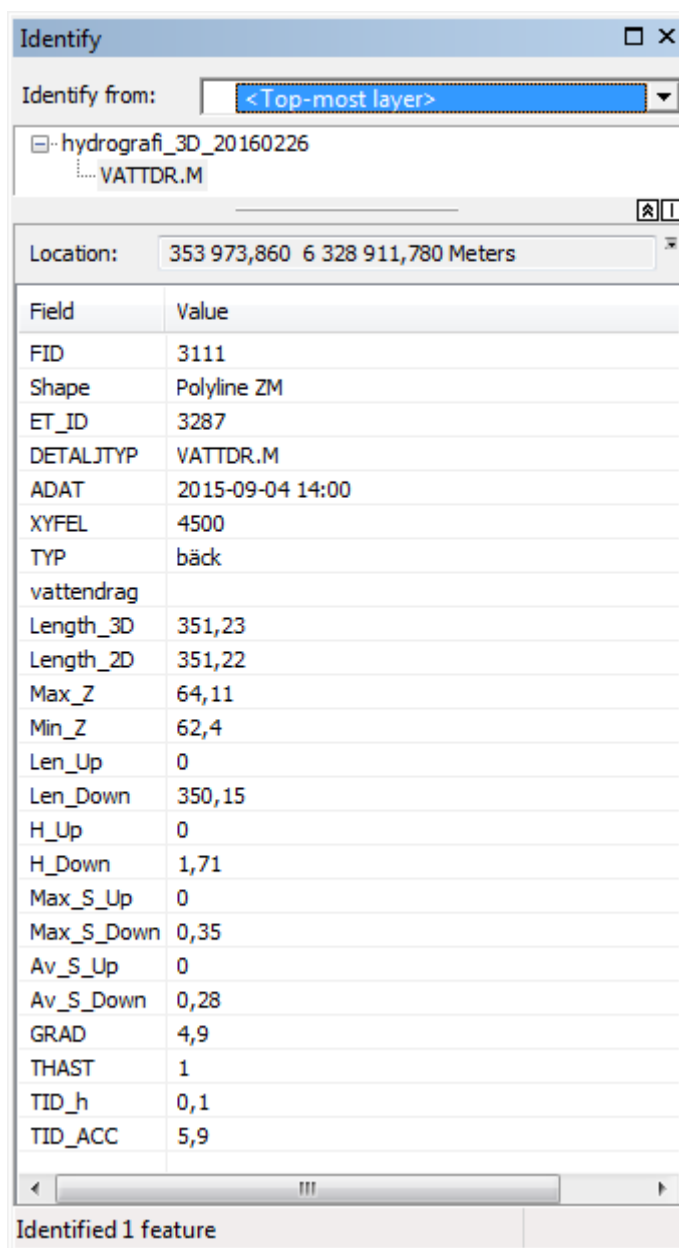 Identify
Identify from: <Top-most layer>
hydrografi_3D_20160226
VATTDR.M
Location: 353 973,860 6 328 911,780 Meters
Field Value
FID 3111
Shape Polyline ZM
ET_ID 3287
DETALJTYP VATTDR.M
ADAT 2015-09-04 14:00
XYFEL 4500
TYP bäck
vattendrag
Length_3D 351,23
Length_2D 351,22
Max_Z 64,11
Min_Z 62,4
Len_Up 0
Len_Down 350,15
H_Up 0
H_Down 1,71
Max_S_Up 0
Max_S_Down 0,35
Av_S_Up 0
Av_S_Down 0,28
GRAD 4,9
THAST 1
TID_h 0,1
TID_ACC 5,9
Identified 1 feature